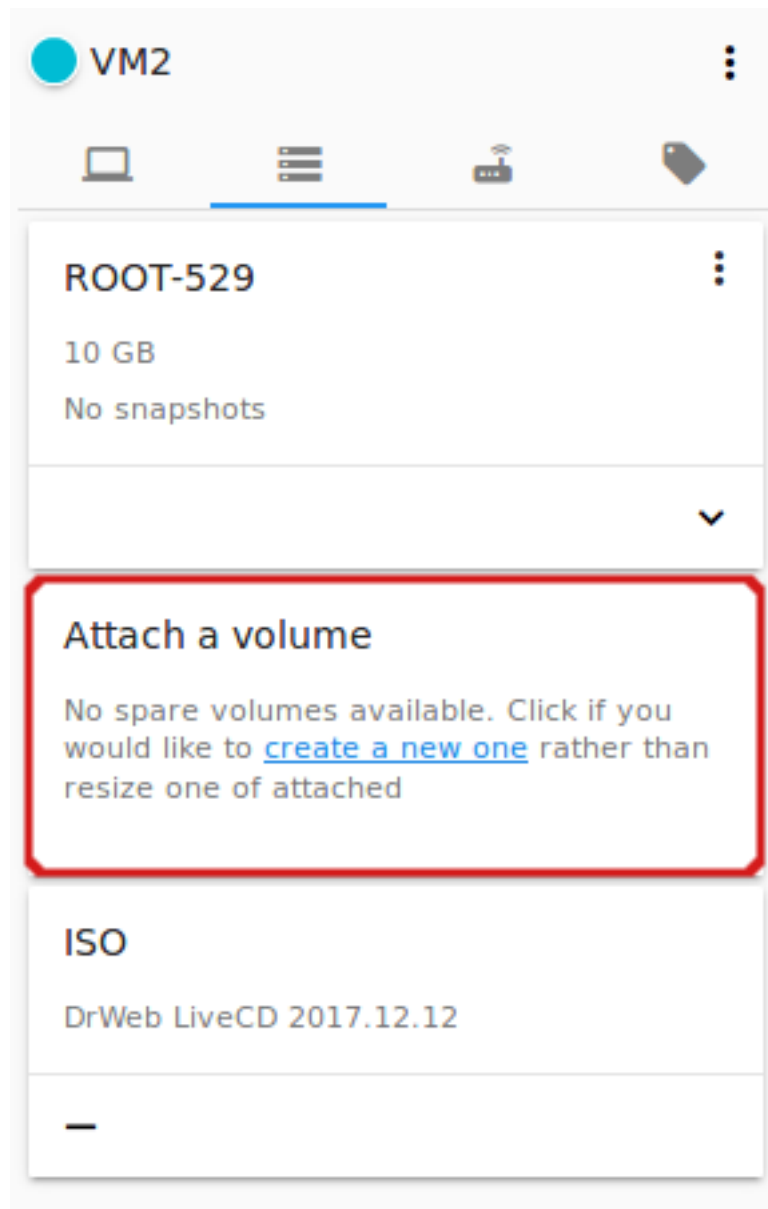 VM2
ROOT-529
10 GB
No snapshots
Attach a volume
No spare volumes available. Click if you
would like to create a new one rather than
resize one of attached
ISO
DrWeb LiveCD 2017.12.12